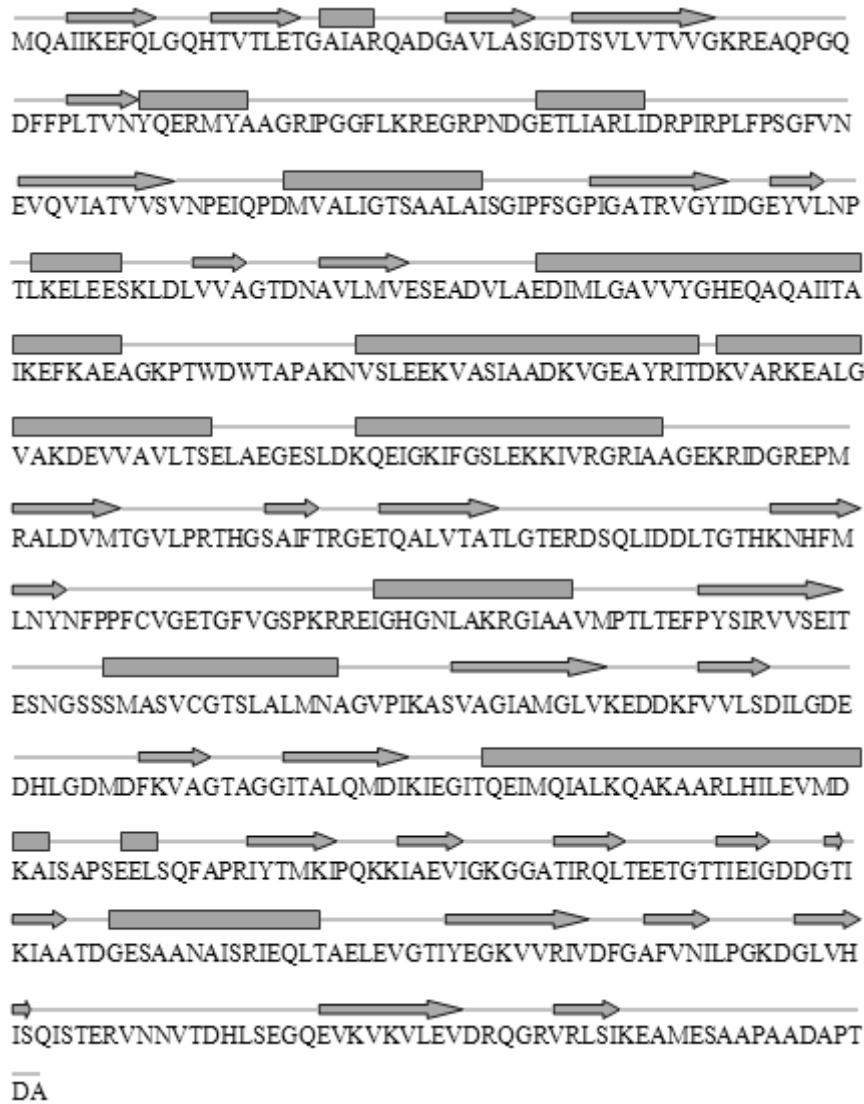 MQAIIKEFQLGQHTVTLETGAIARQADGAVLASIGDTSVLVTVVGKREAQPGQ
DFFPLTVNYQERMYAAGRIPGGFLKREGRPNDGETLIARLIDRPIRPLFPSGFVN
EVQVIATVVSVNPEIQPDMVALIGTSAALAISGIPFSGPIGATRVGYIDGEYVLNP
TLKELEESKLDLVVAGTDNAVLMVESEADVLAEDIMLGAVVYGHEQAQAIITA
IKEFKAEAGKPTWDWTAPAKNVSLEEKVASIAADKVGEAYRITDKVARKEALG
VAKDEVVAVLTSELAEGESLDKQEIGKIFGSLEKKIVRGRIAAGEKRIDGREPM
RALDVMTGVLPRTHGSAIFTRGETQALVTATLGTERDSQLIDDLTGTHKNHFM
LNYNFPPFCVGETGFVGSPKRREIGHGNLAKRGIAAVMPTLTEFPYSIRVVSEIT
ESNGSSSMASVCGTSLALMNAGVPIKASVAGIAMGLVKEDDKFVVLSDILGDE
DHLGDMDFKVAGTAGGITALQMDIKIEGITQEIMQIALKQAKAARLHILEVMD
KAISAPSEELSQFAPRIYTMKIPQKKIAEVIGKGGATIRQLTEETGTTIEIGDDGTI
KIAATDGESAANAISRIEQLTAELEVGTIYEGKVVRIVDFGAFVNILPGKDGLVH
ISQISTERVNNVTDHLSEGQEVKVKVLEVDRQGRVRLSIKEAMESAAPAADAPT
DA